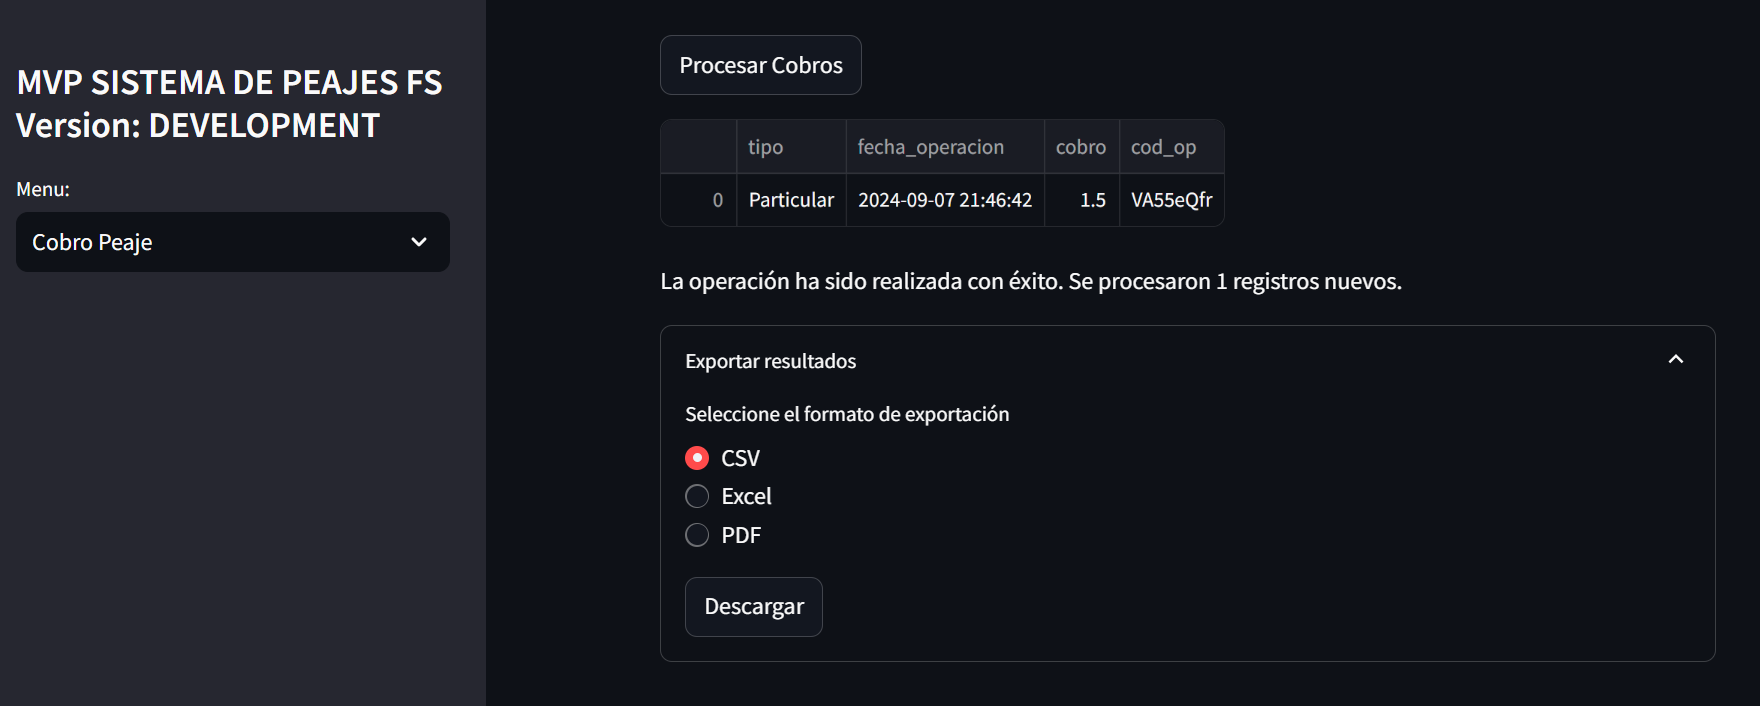 MVP SISTEMA DE PEAJES FS
Version: DEVELOPMENT
Menu:
Cobro Peaje
Procesar Cobros
tipo fecha_operacion cobro cod_op
0 Particular 2024-09-07 21:46:42 1.5 VA55eQfr
La operación ha sido realizada con éxito. Se procesaron 1 registros nuevos.
Exportar resultados
Seleccione el formato de exportación
CSV
Excel
PDF
Descargar